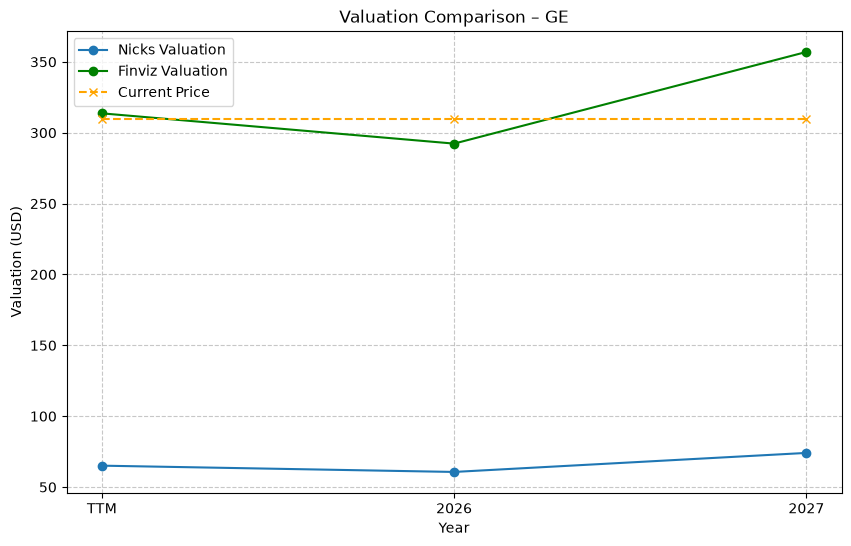 Valuation Comparison – GE
Nicks Valuation
Finviz Valuation
Current Price
Valuation (USD)
350
300
250
200
150
100
50
TTM
2026
2027
Year